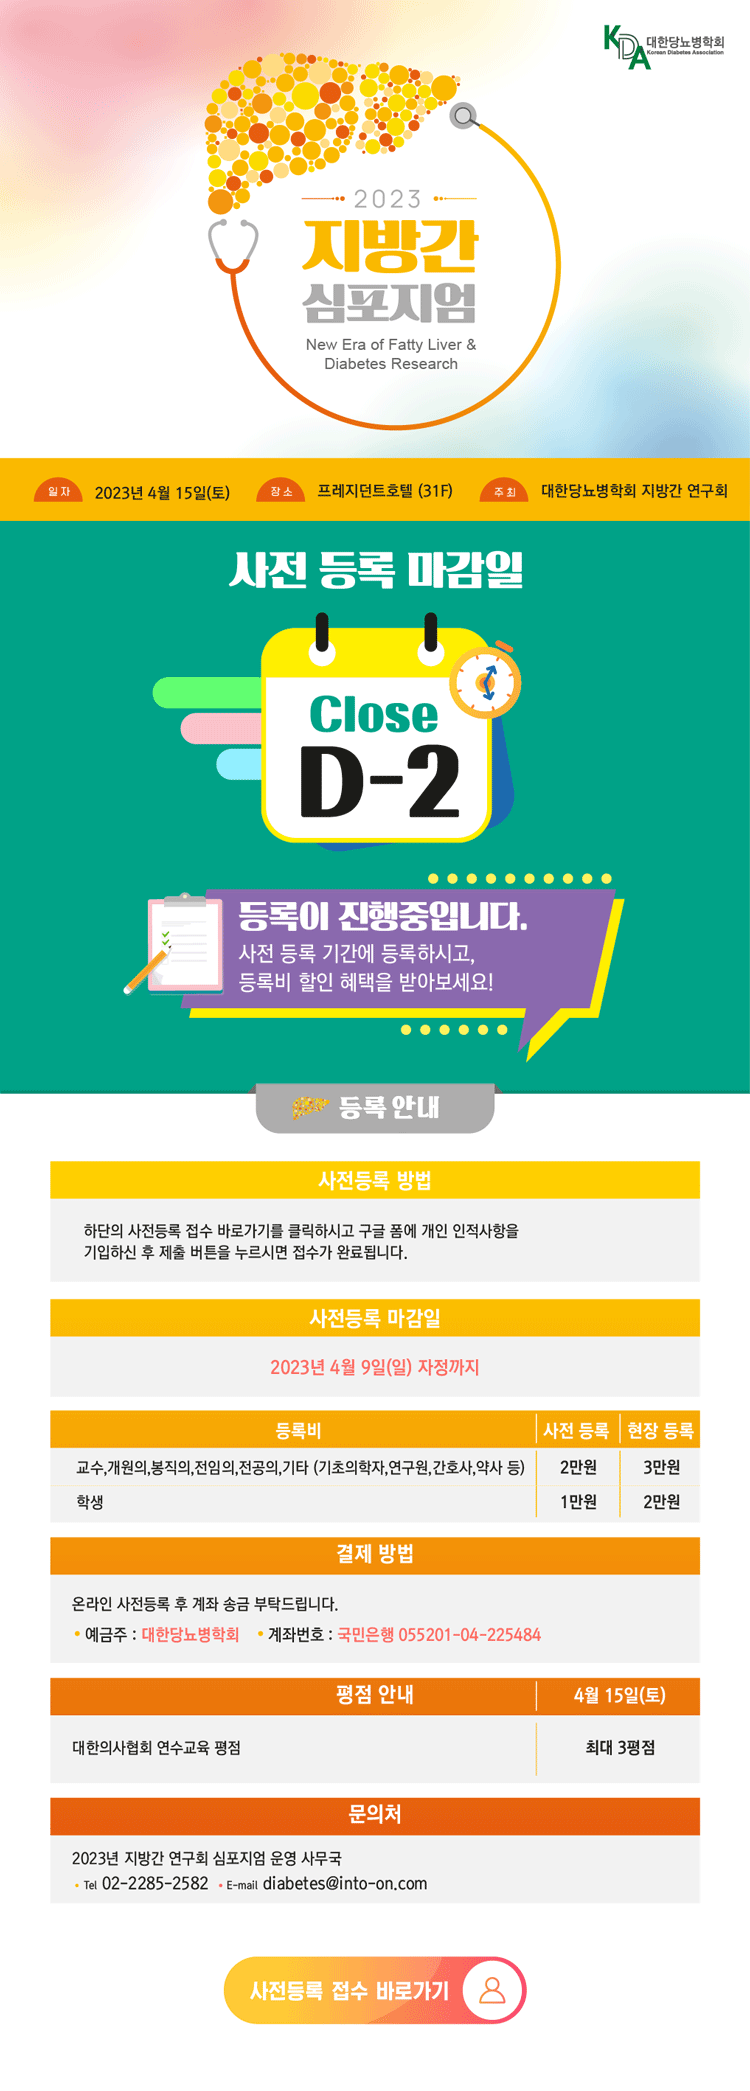 KDA 대한당뇨병학회
Korean Diabetes Association
2023
지방간
심포지엄
New Era of Fatty Liver &
Diabetes Research
일자 2023년 4월 15일(토) 장소 프레지던트호텔 (31F) 주최 대한당뇨병학회 지방간 연구회
사전 등록 마감일
Close
D-2
등록이 진행중입니다.
사전 등록 기간에 등록하시고,
등록비 할인 혜택을 받아보세요!
등록 안내
사전등록 방법
하단의 사전등록 접수 바로가기를 클릭하시고 구글 폼에 개인 인적사항을
기입하신 후 제출 버튼을 누르시면 접수가 완료됩니다.
사전등록 마감일
2023년 4월 9일(일) 자정까지
등록비 사전 등록 현장 등록
교수,개원의,봉직의,전임의,전공의,기타 (기초의학자,연구원,간호사,약사 등) 2만원 3만원
학생 1만원 2만원
결제 방법
온라인 사전등록 후 계좌 송금 부탁드립니다.
• 예금주 : 대한당뇨병학회 • 계좌번호 : 국민은행 055201-04-225484
평점 안내 4월 15일(토)
대한의사협회 연수교육 평점 최대 3평점
문의처
2023년 지방간 연구회 심포지엄 운영 사무국
• Tel 02-2285-2582 • E-mail diabetes@into-on.com
사전등록 접수 바로가기